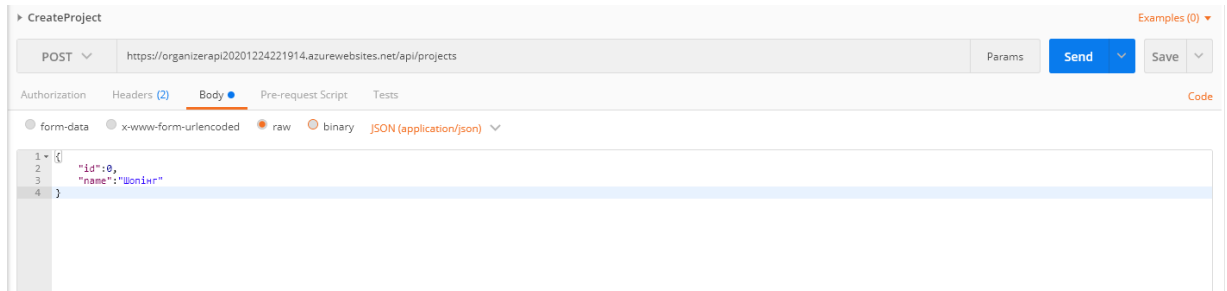 CreateProject
Examples (0)
POST
https://organizerapi20201224221914.azurewebsites.net/api/projects
Params
Send
Save
Authorization
Headers (2)
Body
Pre-request Script
Tests
Code
form-data
x-www-form-urlencoded
raw
binary
JSON (application/json)
1 {
2 "id":0,
3 "name":"Шопінг"
4 }